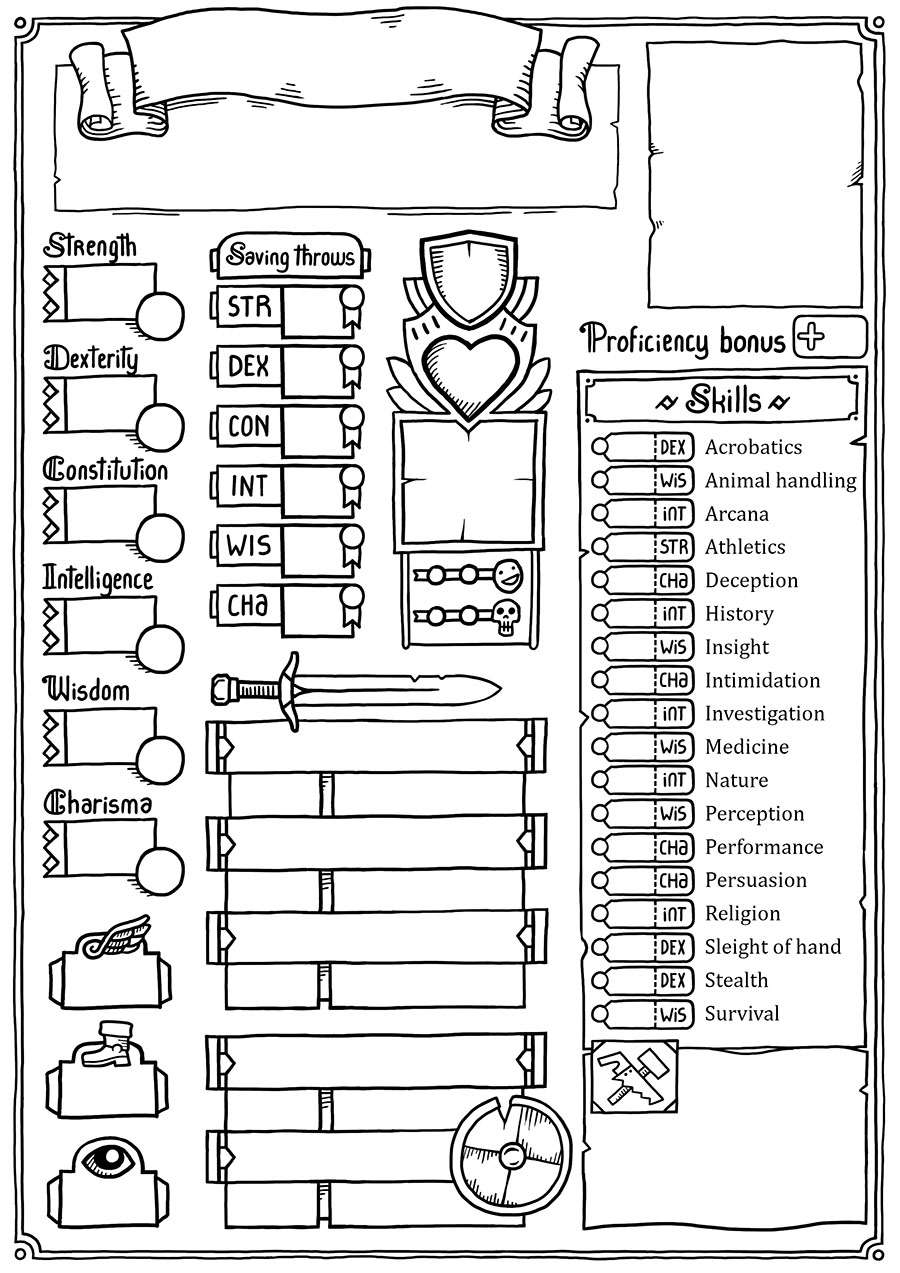 Strength
Dexterity
Constitution
Intelligence
Wisdom
Charisma
Saving throws
STR
DEX
CON
INT
WIS
CHa
Proficiency bonus +
Skills
DEX Acrobatics
WiS Animal handling
iNT Arcana
STR Athletics
CHa Deception
iNT History
WiS Insight
CHa Intimidation
iNT Investigation
WiS Medicine
iNT Nature
WiS Perception
CHa Performance
CHa Persuasion
iNT Religion
DEX Sleight of hand
DEX Stealth
WiS Survival